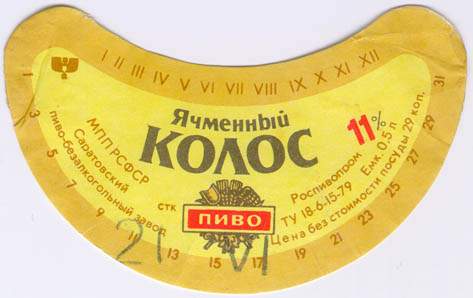 I II III IV V VI VII VIII IX X XI XII
Ячменный
КОЛОС
11%
МПП РСФСР
Саратовский
пиво-безалкогольный завод
СТК
ПИВО
Роспивопром
Емк. 0,5 л
ТУ 18-6-15-79
Цена без стоимости посуды 29 коп.
1 3 5 7 9 13 15 17 19 21 23 25 27 29 31
21 VI